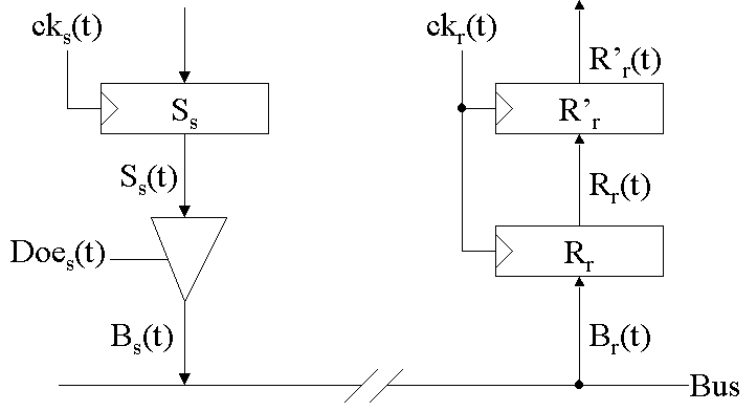 ck_s(t)
ck_r(t)
R'_r(t)
S_s
R'_r
S_s(t)
R_r(t)
Doe_s(t)
R_r
B_s(t)
B_r(t)
Bus